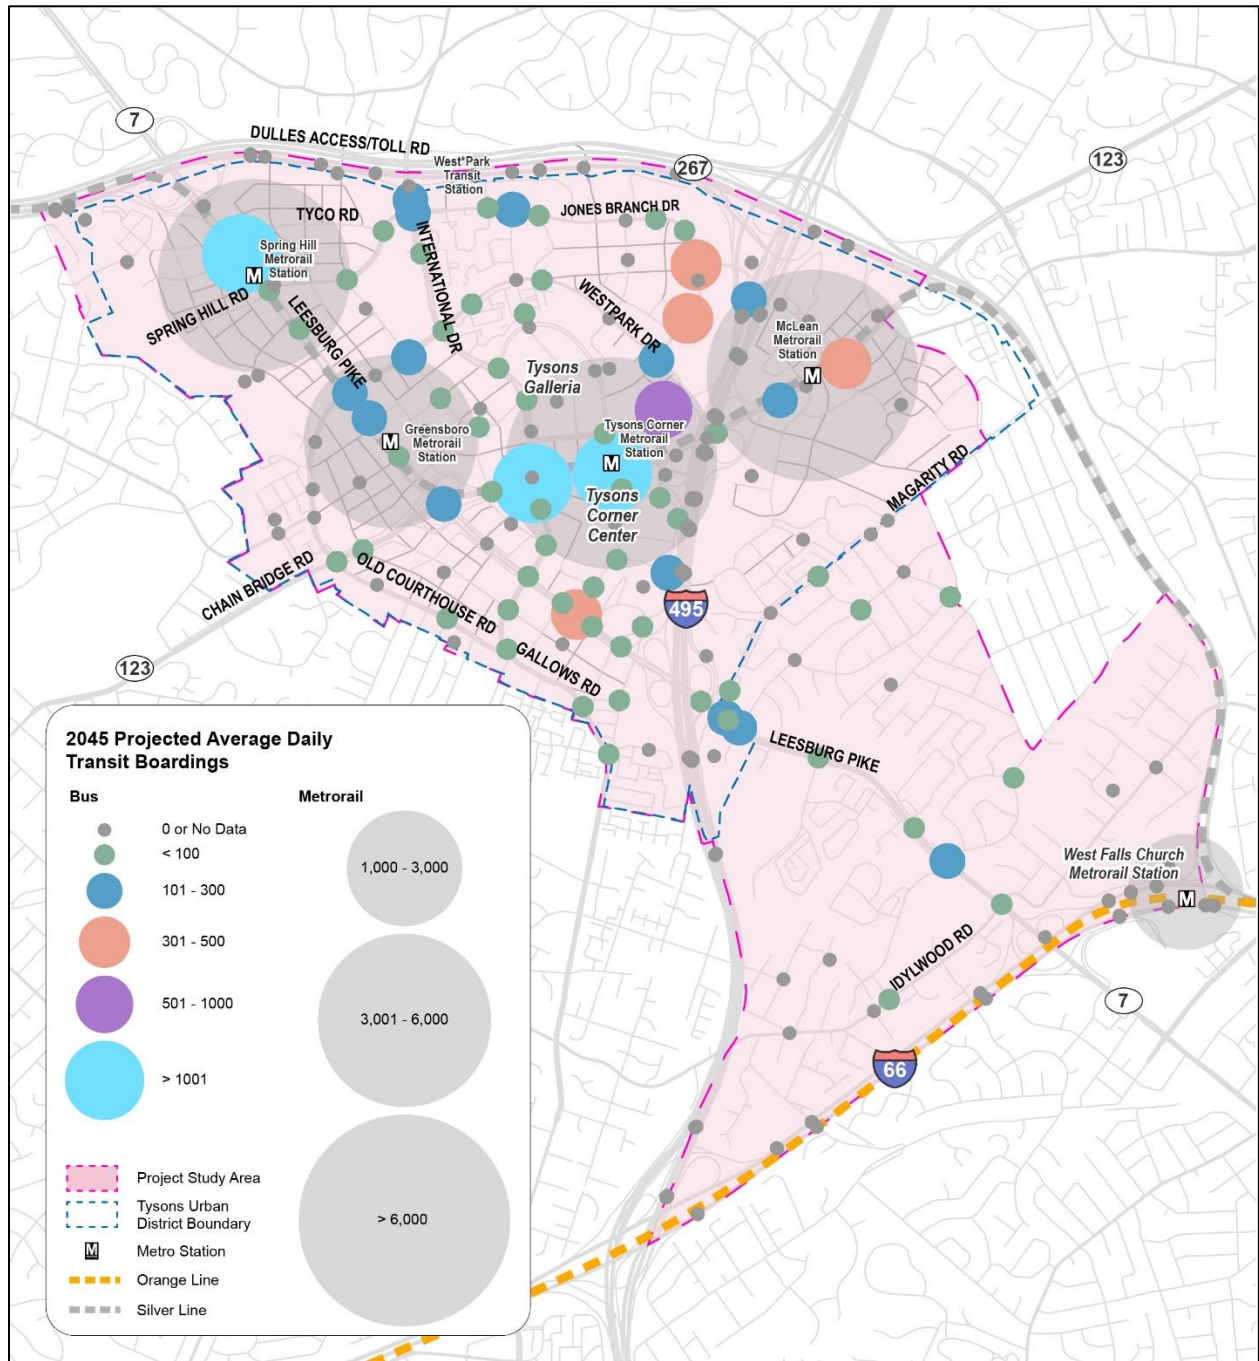 7
DULLES ACCESS/TOLL RD
123
West*Park
Transit
Station
267
TYCO RD
JONES BRANCH DR
INTERNATIONAL DR
Spring Hill
Metrorail
Station
M
SPRING HILL RD
LEESBURG PIKE
WESTPARK DR
McLean
Metrorail
Station
M
Tysons
Galleria
Greensboro
Metrorail
Station
M
Tysons Corner
Metrorail
Station
M
Tysons
Corner
Center
MAGARITY RD
CHAIN BRIDGE RD
OLD COURTHOUSE RD
495
GALLOWS RD
123
LEESBURG PIKE
West Falls Church
Metrorail Station
M
IDYLWOOD RD
7
66
2045 Projected Average Daily
Transit Boardings
Bus
Metrorail
0 or No Data
< 100
101 - 300
301 - 500
501 - 1000
> 1001
1,000 - 3,000
3,001 - 6,000
> 6,000
Project Study Area
Tysons Urban
District Boundary
M
Metro Station
Orange Line
Silver Line